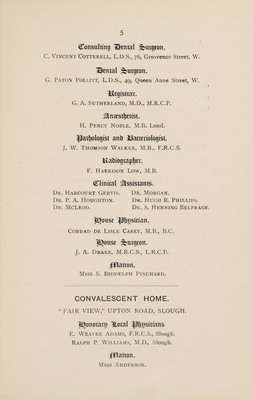 5
Consulting Dental Surgeon.
C. VINCENT COTTERELL, L.D.S., 76, Grosvenor Street, W.
Dental Surgeon.
G. PATON POLLITT, L.D.S., 49, Queen Anne Street, W.
Registrar.
G. A. SUTHERLAND, M.D., M.R.C.P.
Anæsthetist.
H. PERCY NOBLE, M.B. Lond.
Pathologist and Bacteriologist.
J. W. THOMSON WALKER, M.B., F.R.C.S.
Radiographer.
F. HARRISON LOW, M.B.
Clinical Assistants.
DR. HARCOURT GERVIS. DR. MORGAN.
DR. P. A. HOUGHTON. DR. HUGH R. PHILLIPS.
DR. MCLEOD. DR. S. HENNING BELFRAGE.
House Physician.
CONRAD DE LISLE CAREY, M.B., B.C.
House Surgeon.
J. A. DRAKE, M.R.C.S., L.R.C.P.
Matron.
MISS S. BIDDULPH PINCHARD.
CONVALESCENT HOME.
"FAIR VIEW," UPTON ROAD, SLOUGH.
Honorary Local Physicians
E. WEAVER ADAMS, F.R.C.S., Slough.
RALPH P. WILLIAMS, M.D., Slough.
Matron.
MISS ANDERSON.